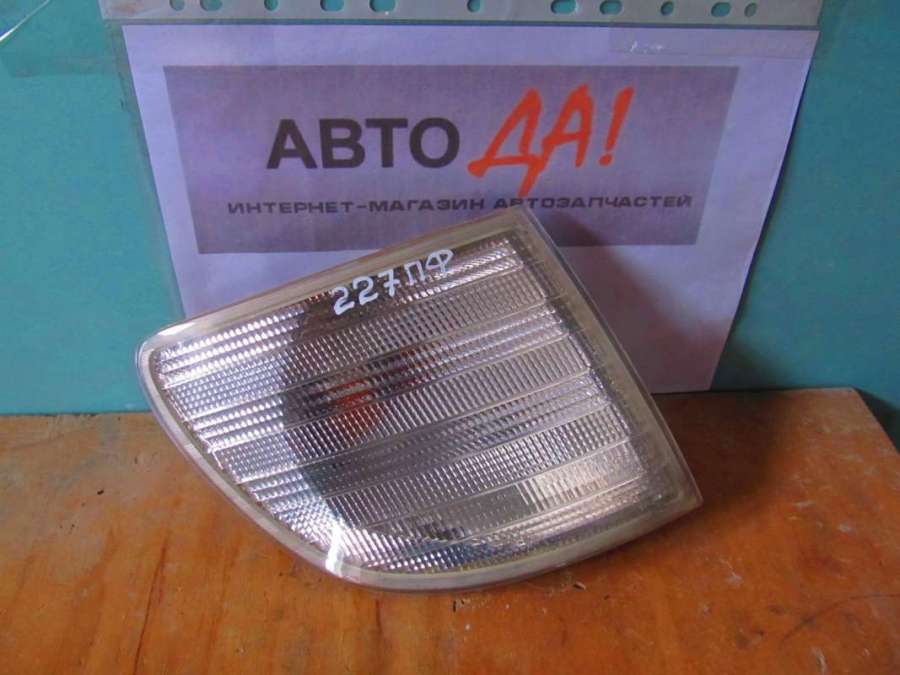 АВТО ДА!
ИНТЕРНЕТ-МАГАЗИН АВТОЗАПЧАСТЕЙ
227ПФ